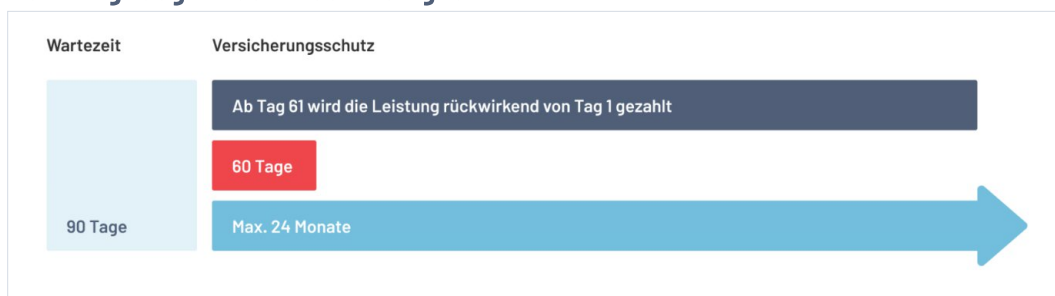 Wartezeit
Versicherungsschutz
Ab Tag 61 wird die Leistung rückwirkend von Tag 1 gezahlt
60 Tage
90 Tage
Max. 24 Monate